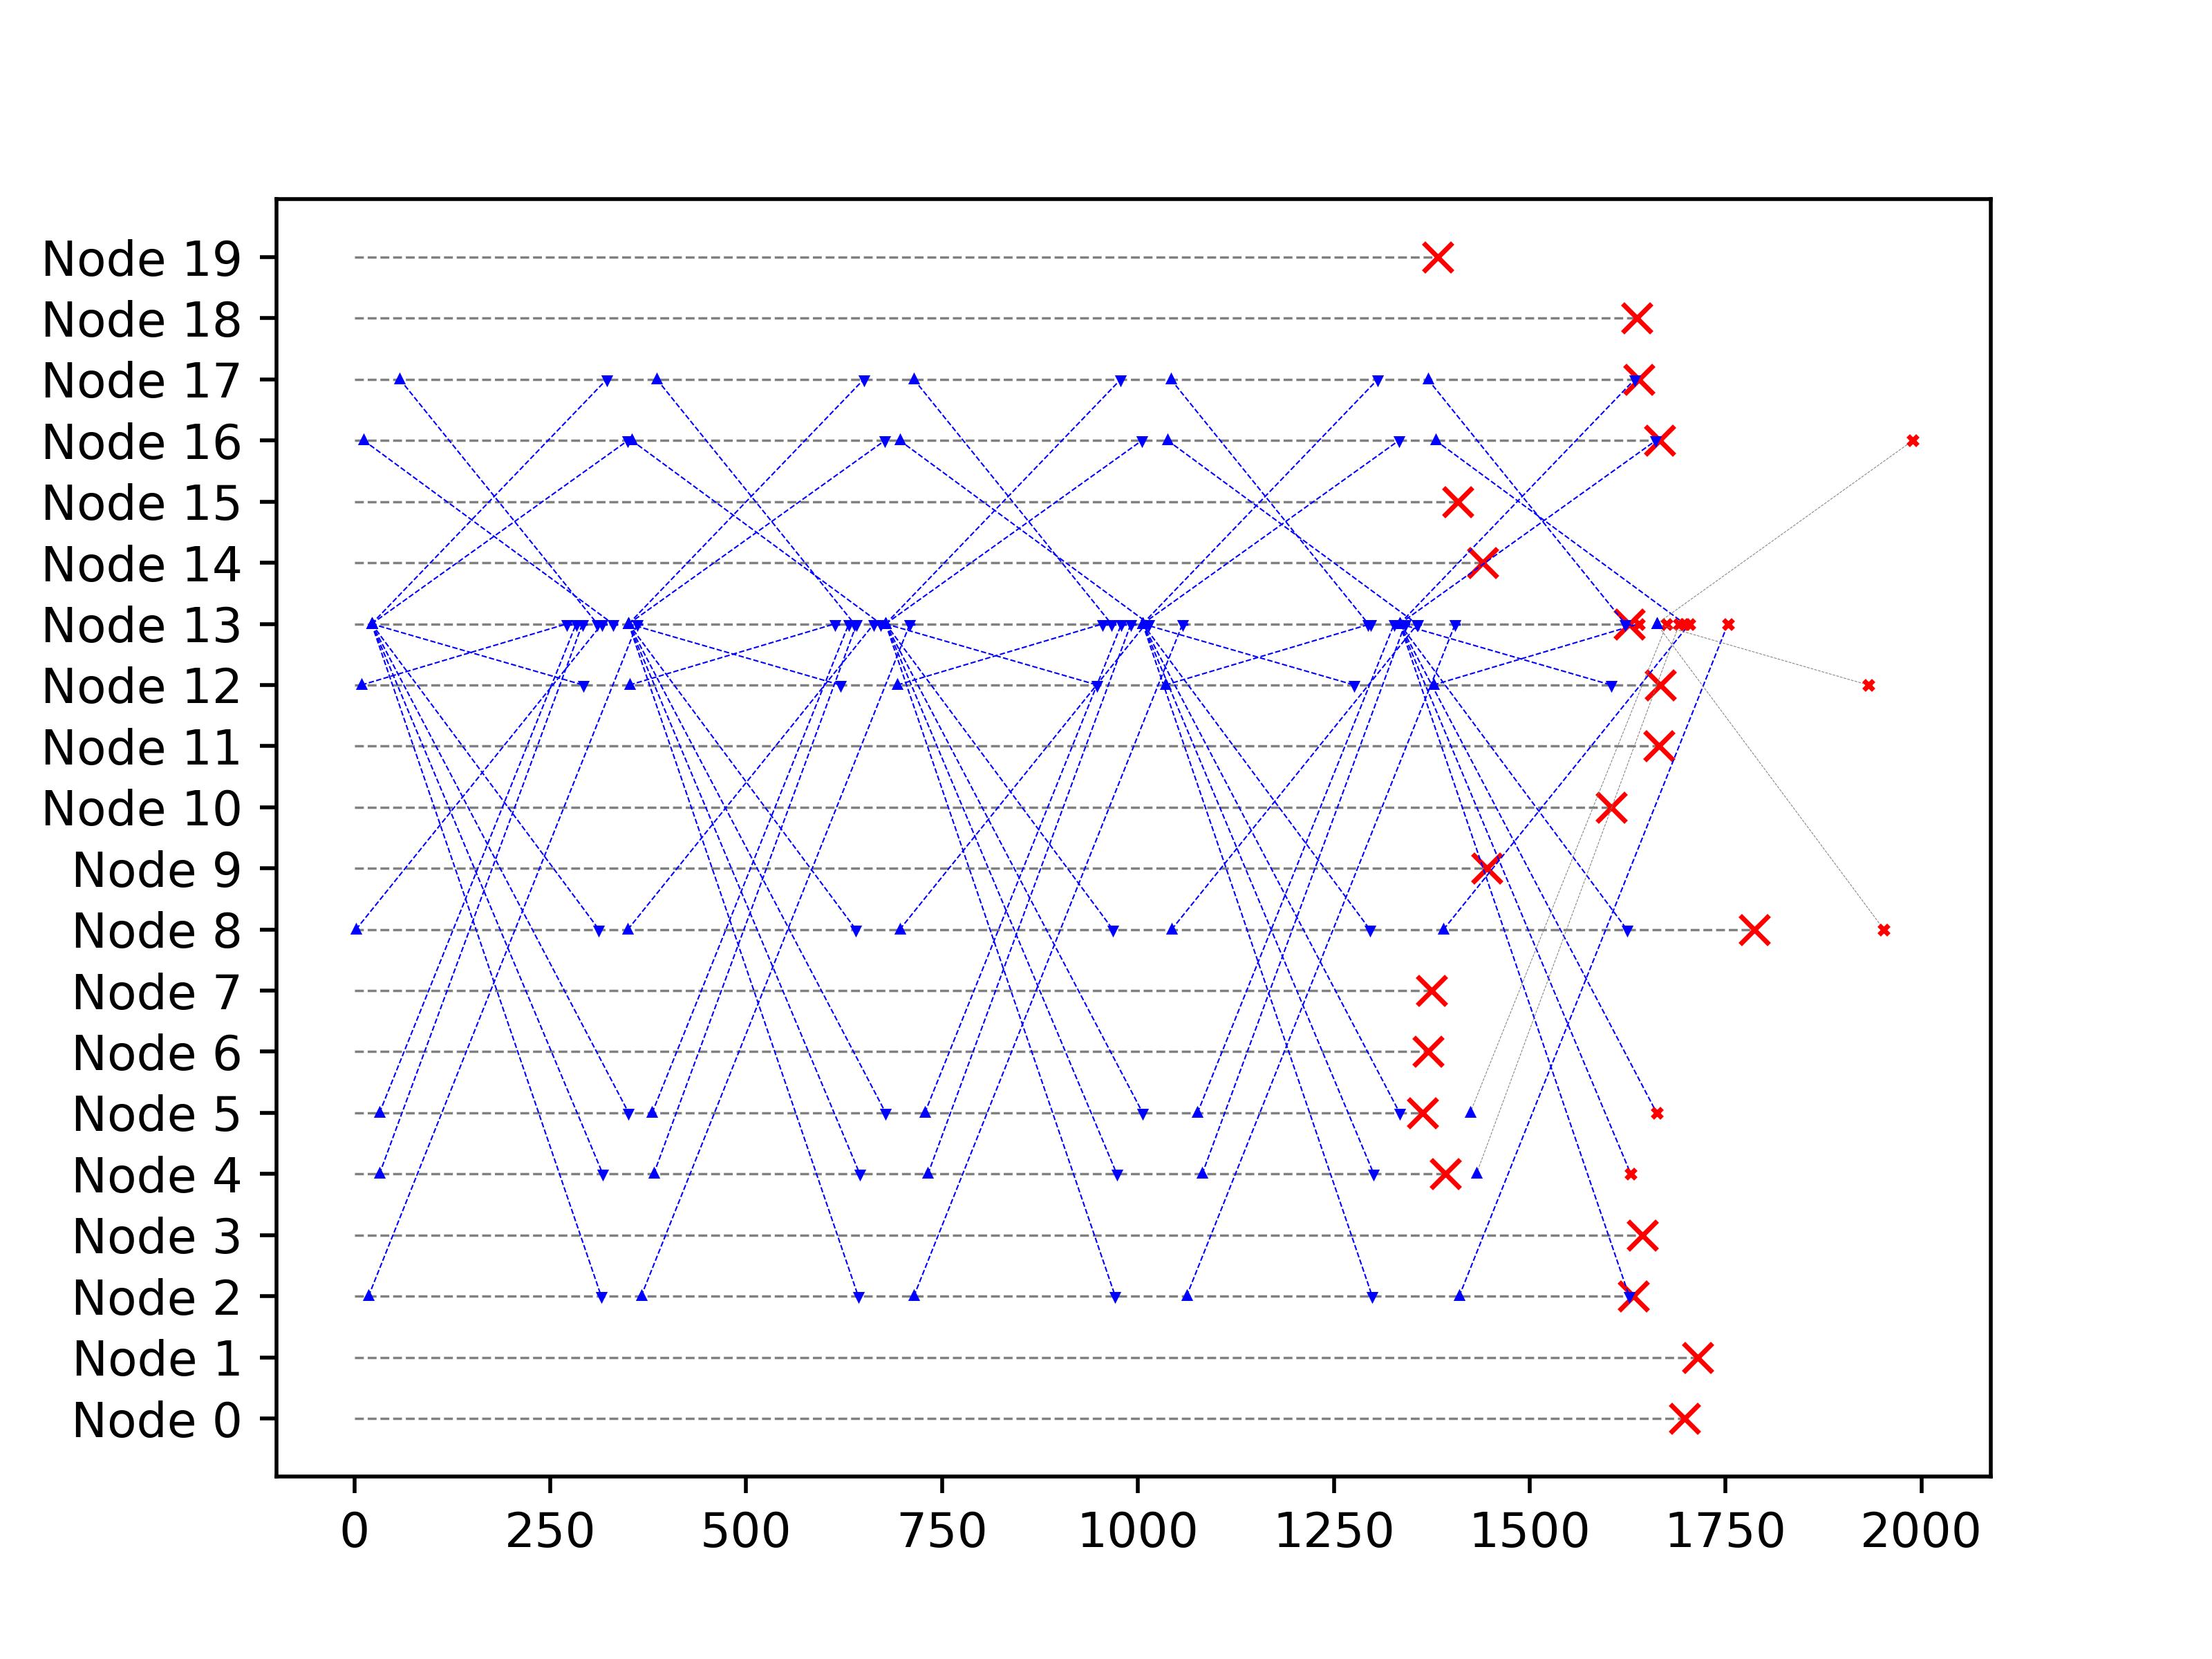 Node 19
Node 18
Node 17
Node 16
Node 15
Node 14
Node 13
Node 12
Node 11
Node 10
Node 9
Node 8
Node 7
Node 6
Node 5
Node 4
Node 3
Node 2
Node 1
Node 0
0 250 500 750 1000 1250 1500 1750 2000